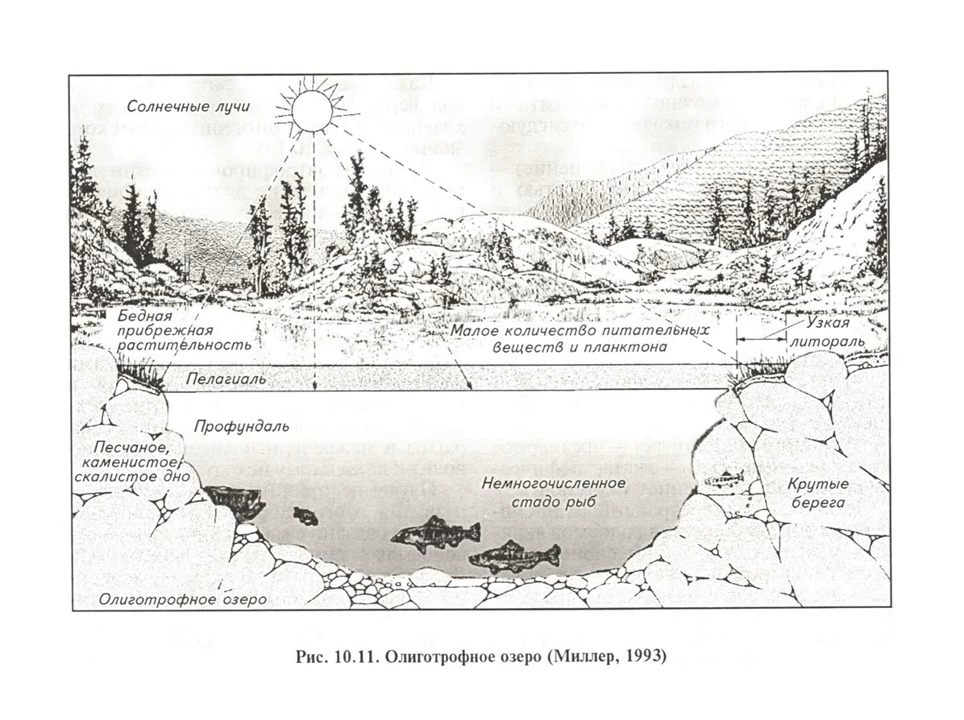 Солнечные лучи
Бедная
прибрежная
растительность
Малое количество питательных
веществ и планктона
Узкая
литораль
Пелагиаль
Профундаль
Песчаное,
каменистое,
скалистое дно
Немногочисленное
стадо рыб
Крутые
берега
Олиготрофное озеро
Рис. 10.11. Олиготрофное озеро (Миллер, 1993)